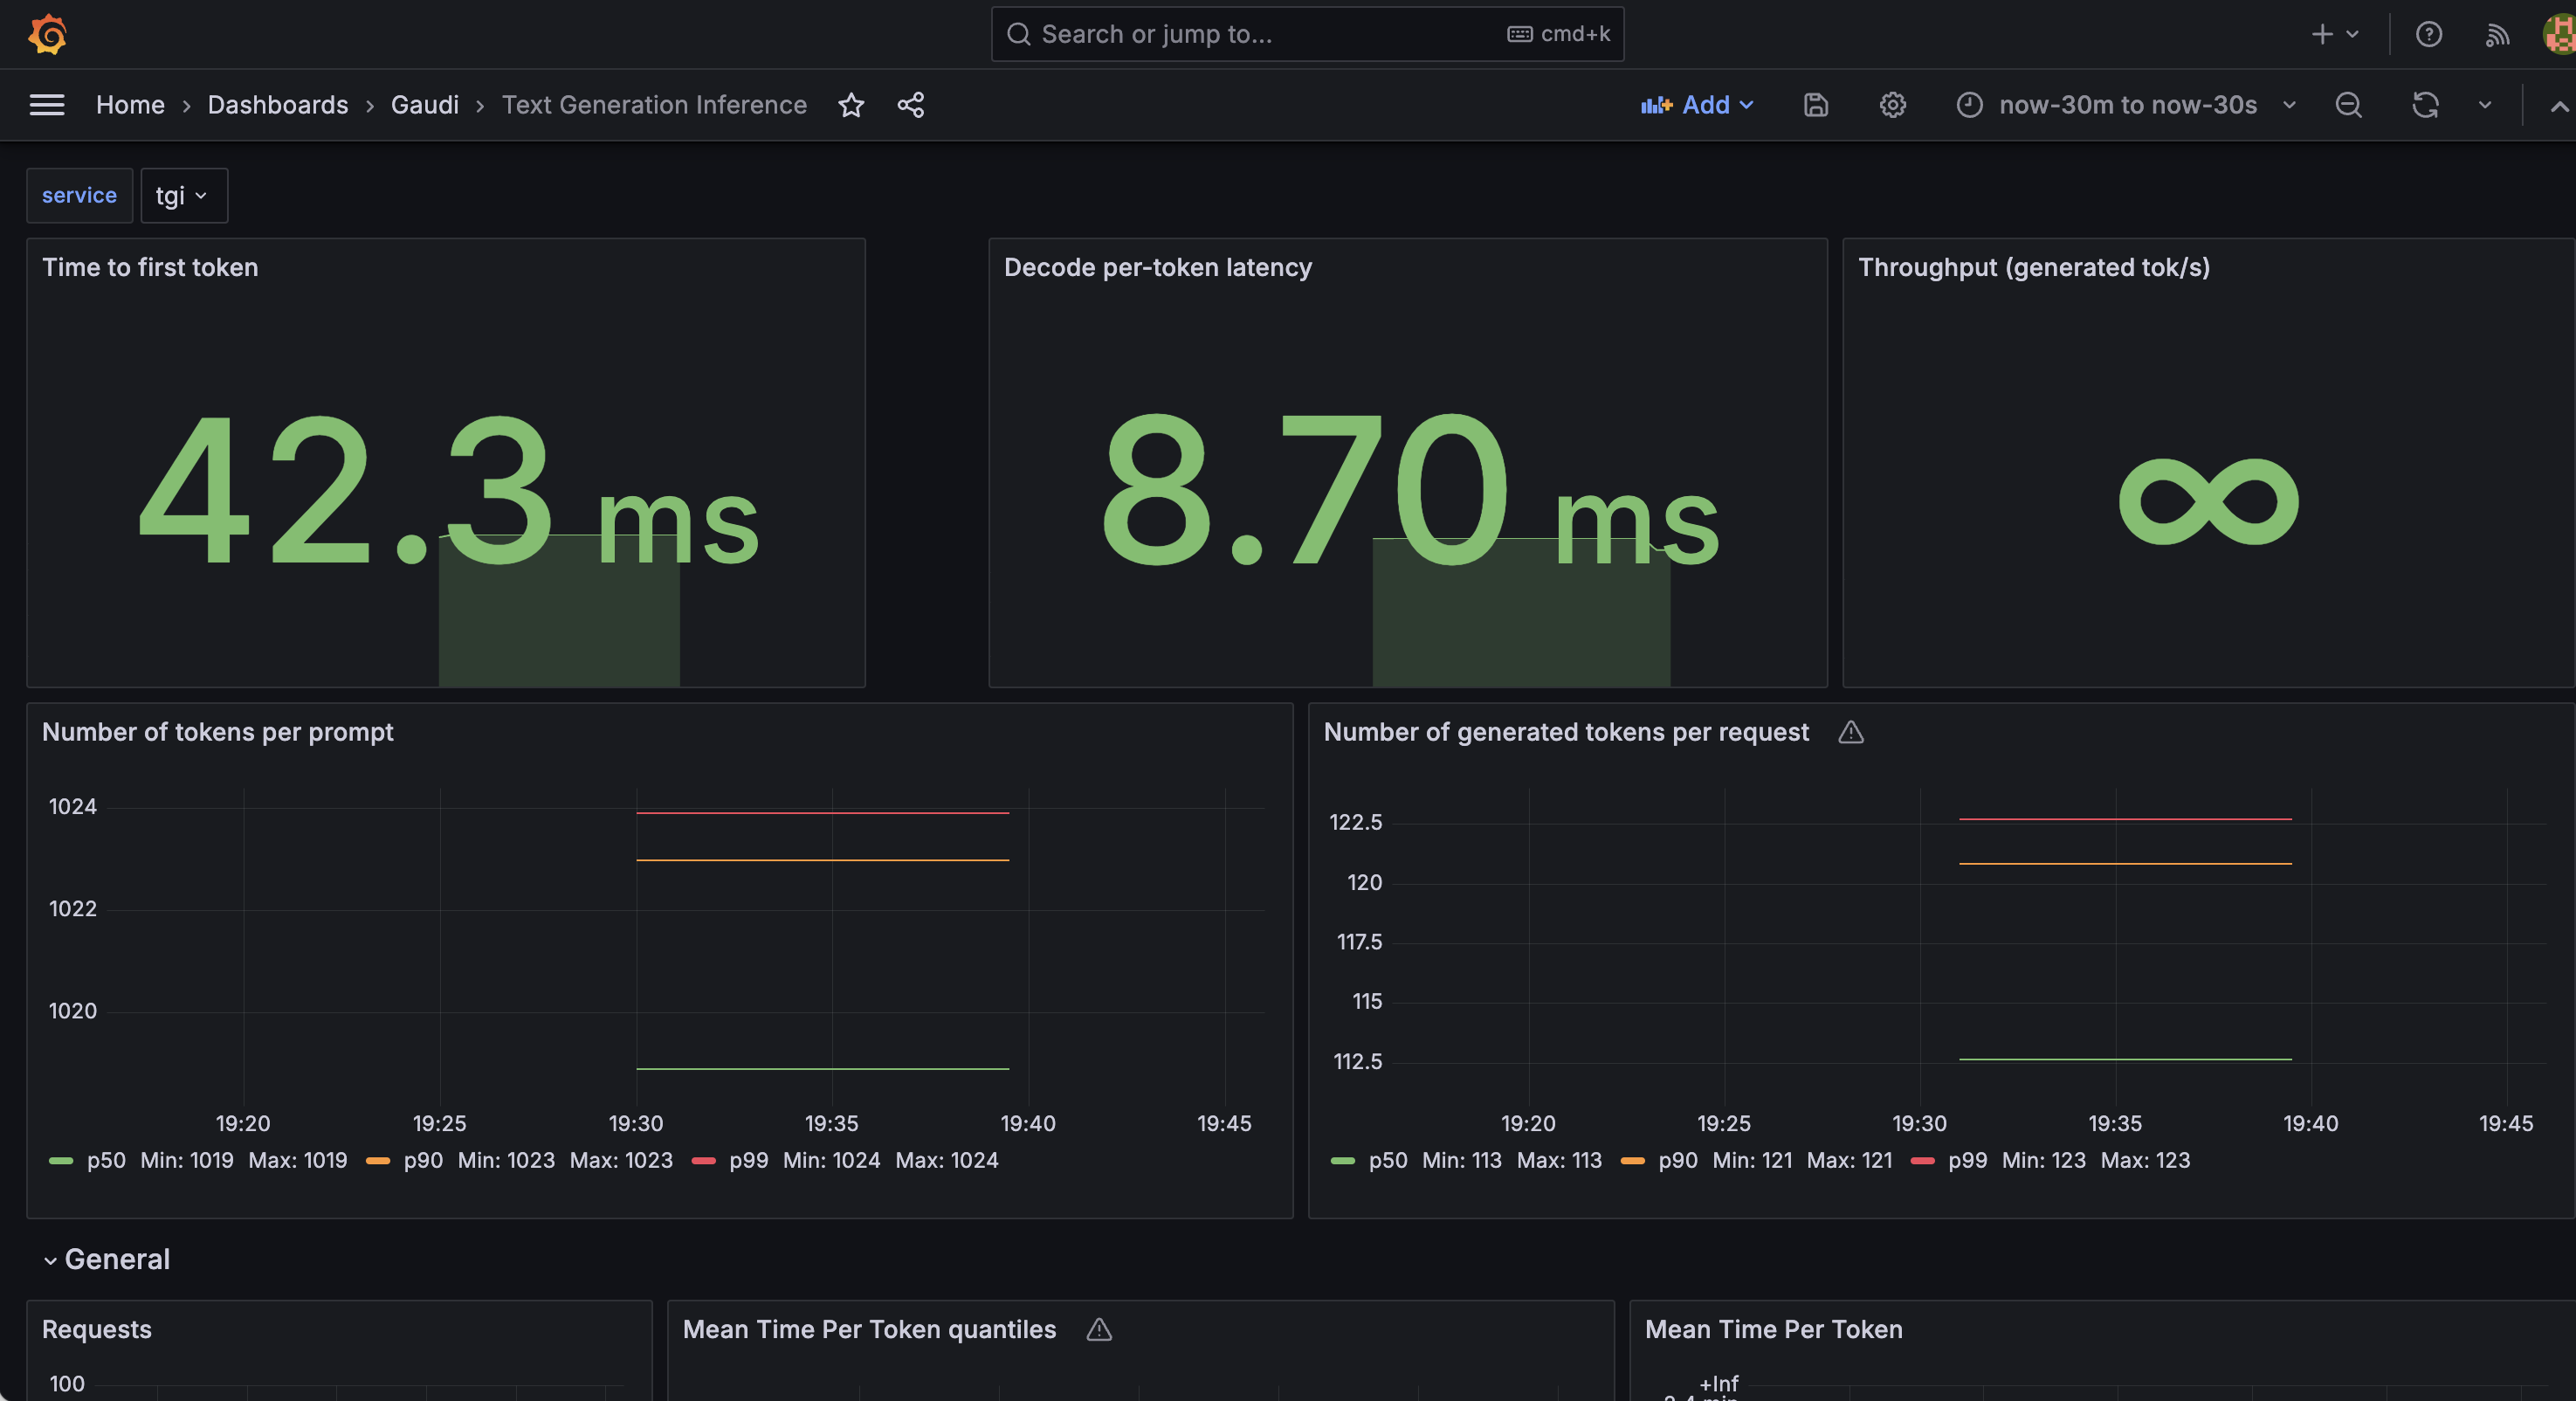 Search or jump to... cmd+k
Home › Dashboards › Gaudi › Text Generation Inference Add now-30m to now-30s
service tgi
Time to first token
42.3 ms
Decode per-token latency
8.70 ms
Throughput (generated tok/s)
∞
Number of tokens per prompt
1024
1022
1020
19:20 19:25 19:30 19:35 19:40 19:45
p50 Min: 1019 Max: 1019 p90 Min: 1023 Max: 1023 p99 Min: 1024 Max: 1024
Number of generated tokens per request
122.5
120
117.5
115
112.5
19:20 19:25 19:30 19:35 19:40 19:45
p50 Min: 113 Max: 113 p90 Min: 121 Max: 121 p99 Min: 123 Max: 123
General
Requests
100
Mean Time Per Token quantiles
Mean Time Per Token
+Inf